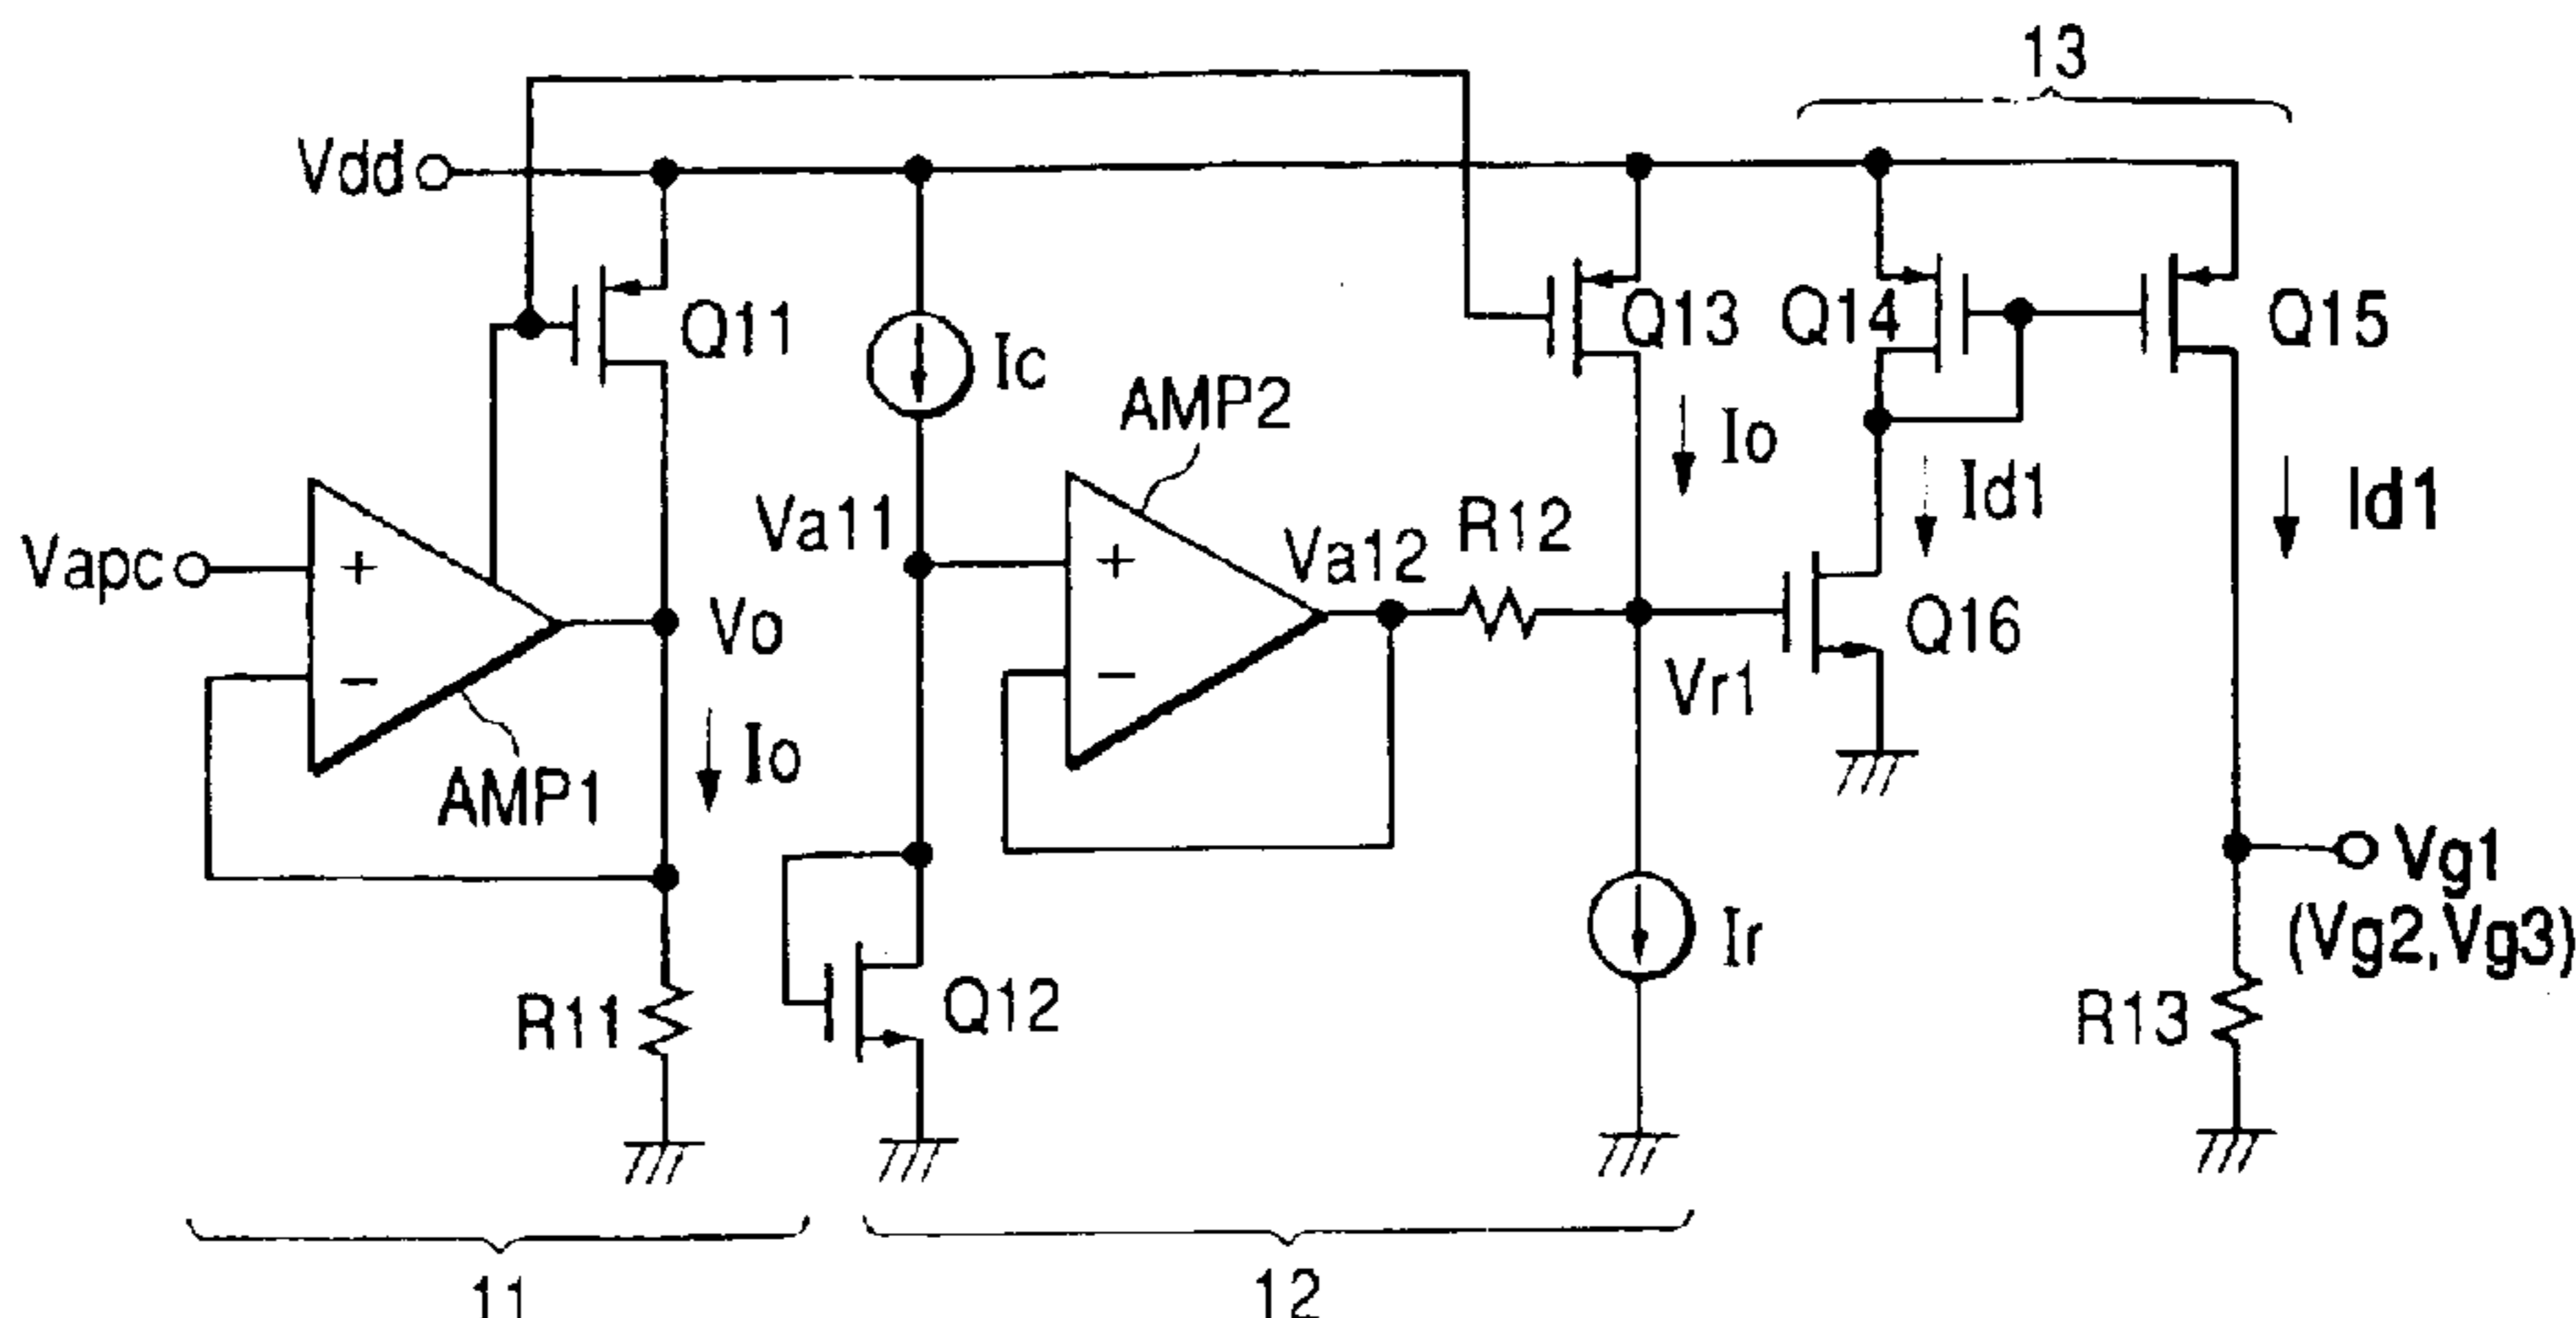 13
Vdd
Q11
Ic
Q13
Q14
Q15
AMP2
Io
Id1
Id1
Vapc
+
−
Vo
Va11
+
−
Va12
R12
Vr1
Q16
AMP1
Io
Vg1
(Vg2,Vg3)
Ir
R11
Q12
R13
11
12